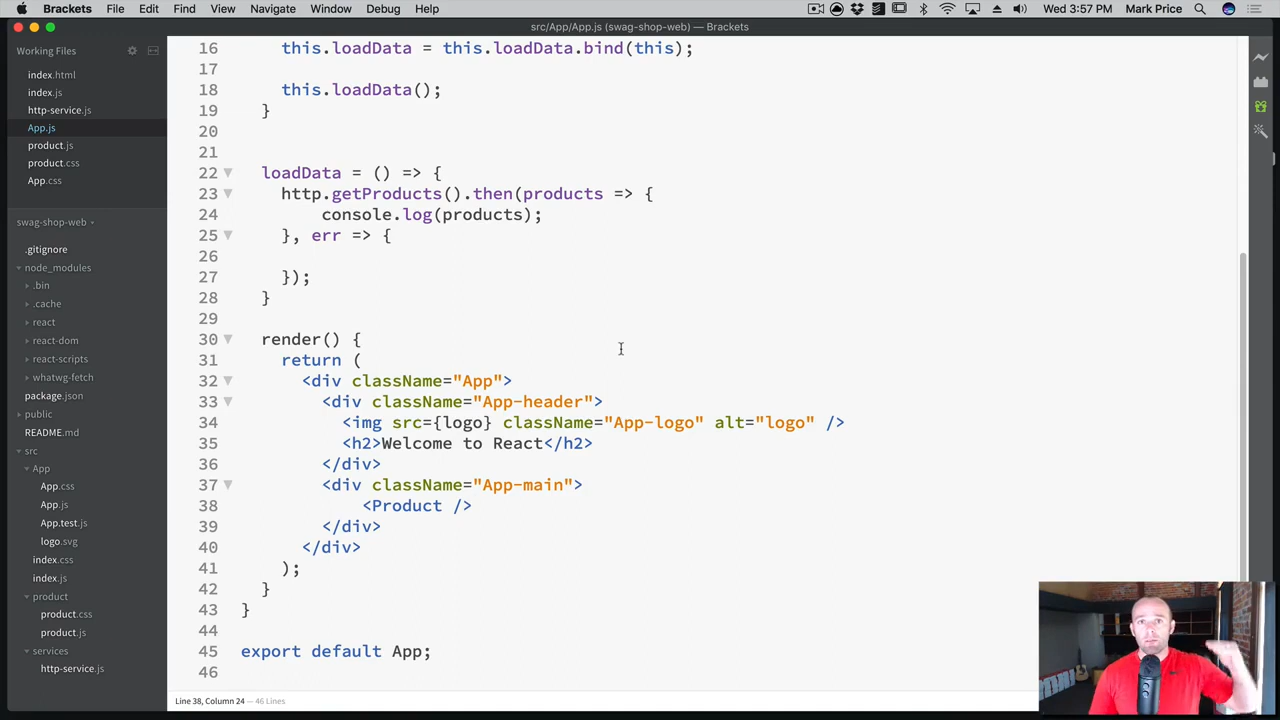 Brackets File Edit Find View Navigate Window Debug Help Wed 3:57 PM Mark Price
src/App/App.js (swag-shop-web) — Brackets
Working Files
index.html
index.js
http-service.js
App.js
product.js
product.css
App.css
swag-shop-web
.gitignore
node_modules
.bin
.cache
react
react-dom
react-scripts
whatwg-fetch
package.json
public
README.md
src
App
App.css
App.js
App.test.js
logo.svg
index.css
index.js
product
product.css
product.js
services
http-service.js
16 this.loadData = this.loadData.bind(this);
17
18 this.loadData();
19 }
20
21
22 loadData = () => {
23 http.getProducts().then(products => {
24 console.log(products);
25 }, err => {
26
27 });
28 }
29
30 render() {
31 return (
32 <div className="App">
33 <div className="App-header">
34 <img src={logo} className="App-logo" alt="logo" />
35 <h2>Welcome to React</h2>
36 </div>
37 <div className="App-main">
38 <Product />
39 </div>
40 </div>
41 );
42 }
43 }
44
45 export default App;
46
Line 38, Column 24 — 46 Lines